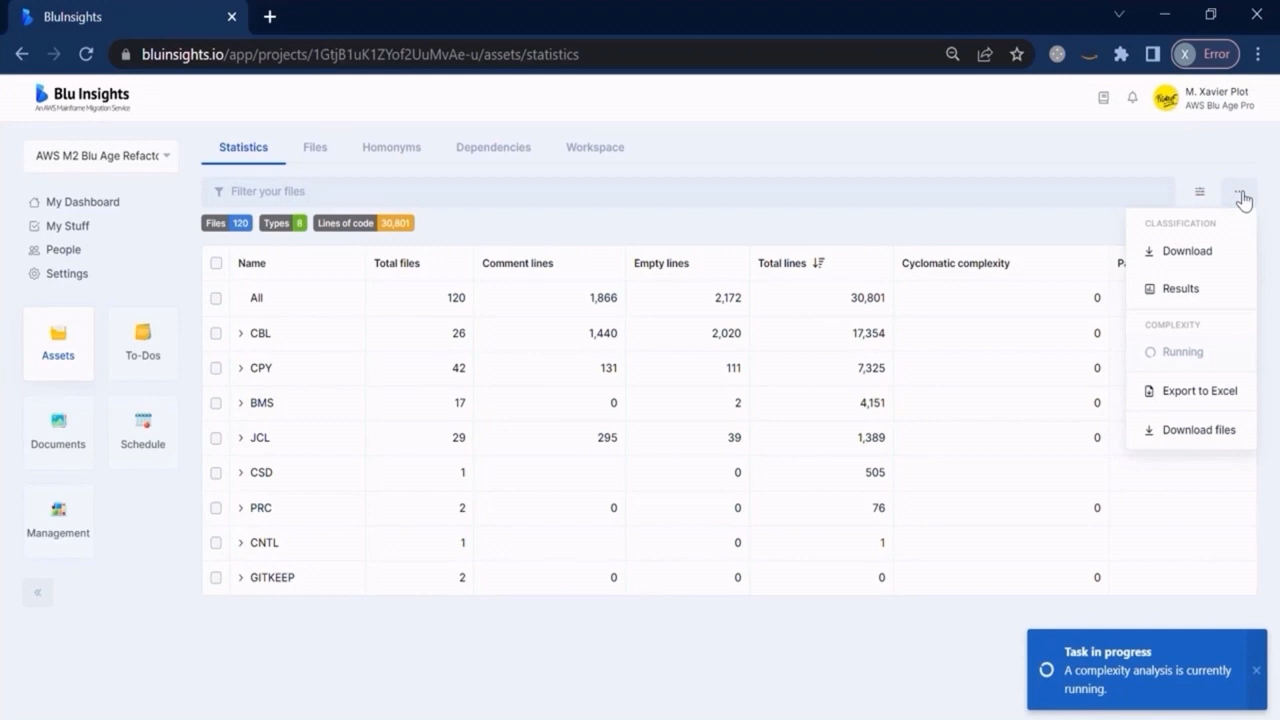 BluInsights
bluinsights.io/app/projects/1GtjB1uK1ZYof2UuMvAe-u/assets/statistics
X Error
Blu Insights
An AWS Mainframe Migration Service
M. Xavier Plot
AWS Blu Age Pro
AWS M2 Blu Age Refactc
My Dashboard
My Stuff
People
Settings
Assets
To-Dos
Documents
Schedule
Management
Statistics Files Homonyms Dependencies Workspace
Filter your files
Files 120 Types 8 Lines of code 30,801
Name Total files Comment lines Empty lines Total lines Cyclomatic complexity
All 120 1,866 2,172 30,801 0
CBL 26 1,440 2,020 17,354 0
CPY 42 131 111 7,325 0
BMS 17 0 2 4,151 0
JCL 29 295 39 1,389 0
CSD 1 0 505
PRC 2 0 0 76 0
CNTL 1 0 1
GITKEEP 2 0 0 0 0
CLASSIFICATION
Download
Results
COMPLEXITY
Running
Export to Excel
Download files
Task in progress
A complexity analysis is currently
running.